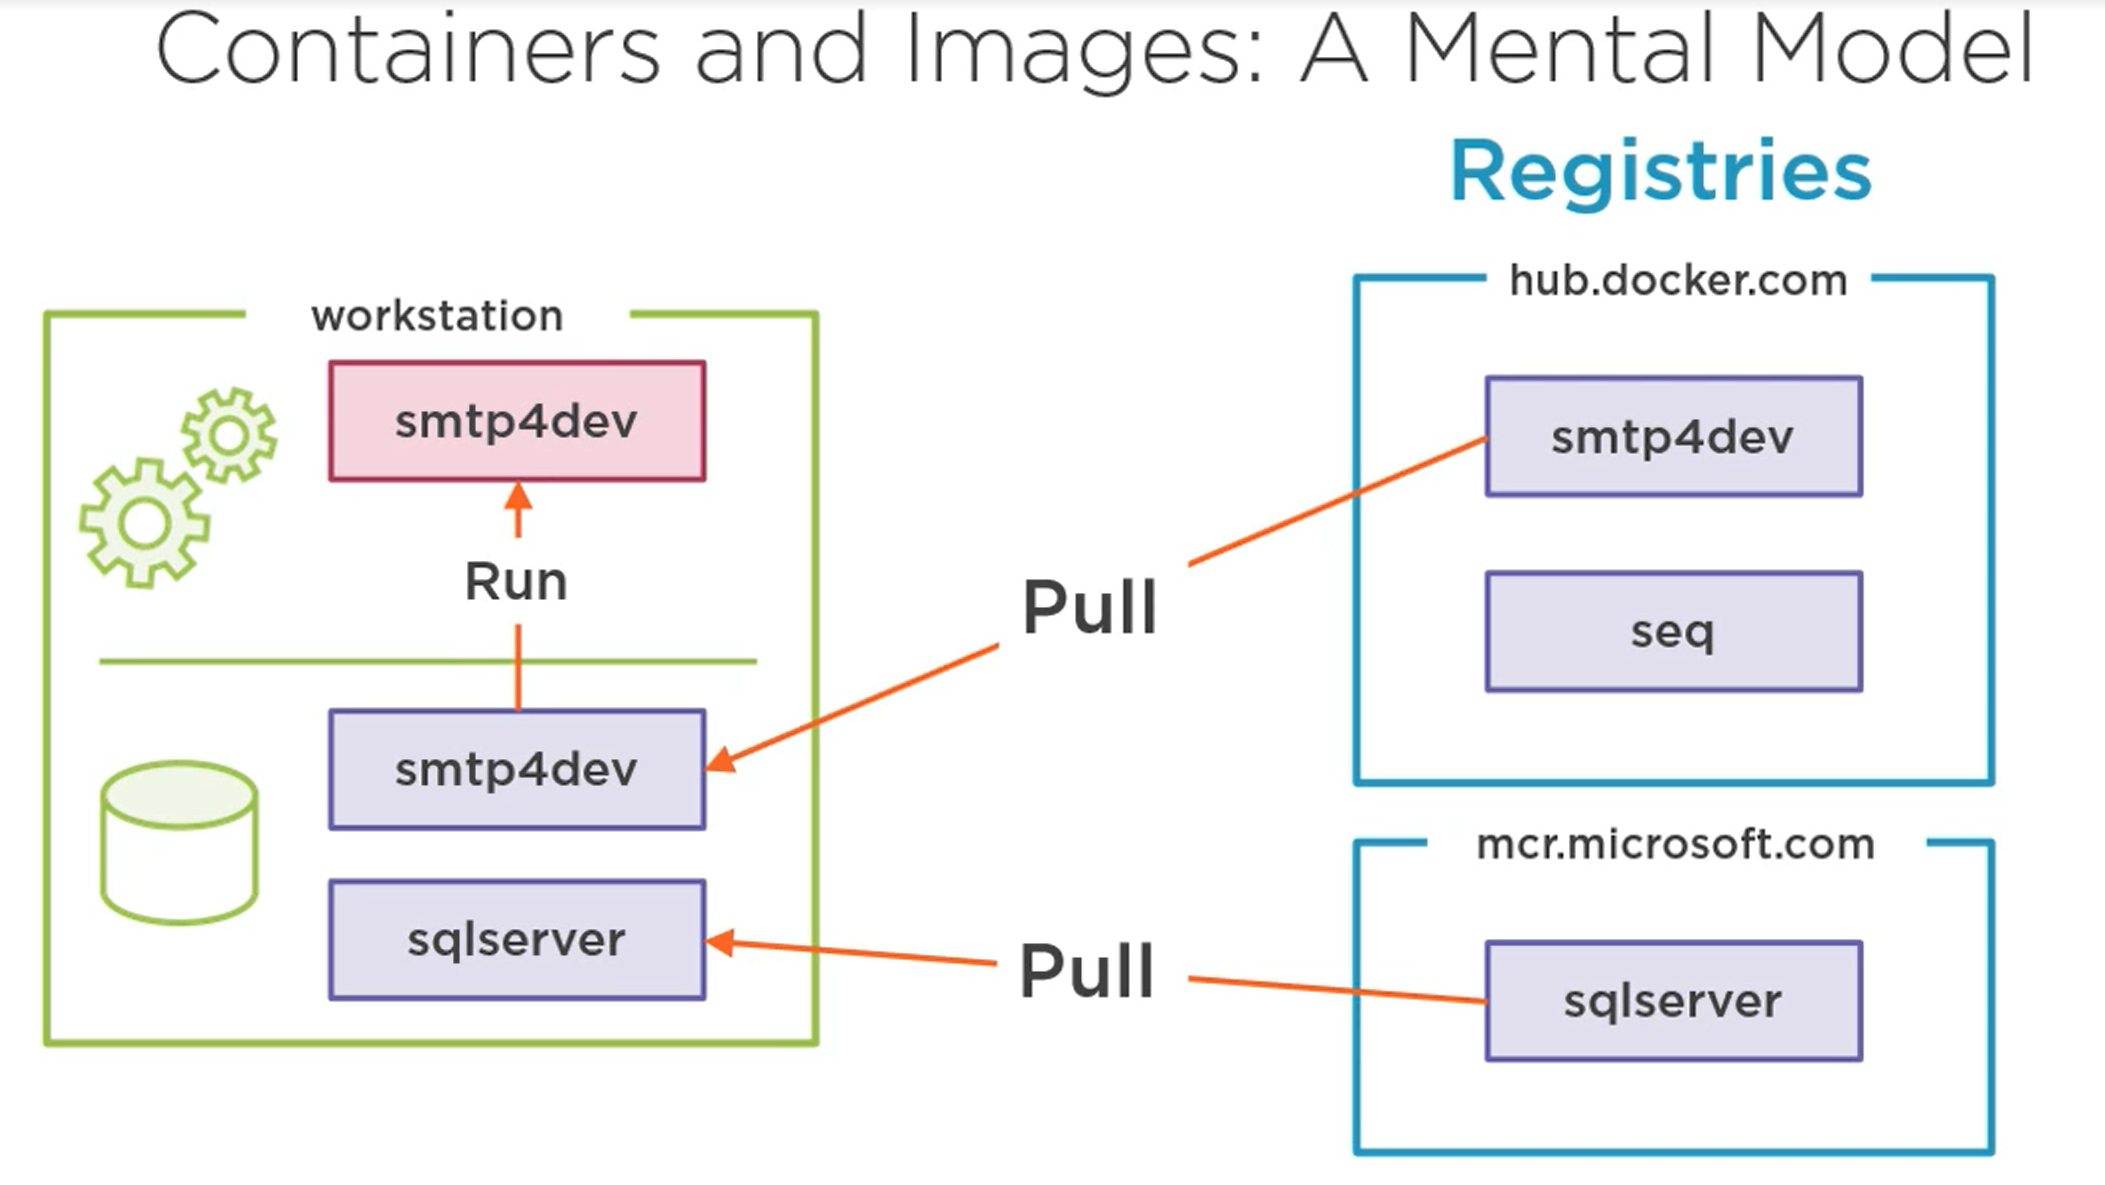 Containers and Images: A Mental Model
Registries
workstation
smtp4dev
Run
smtp4dev
sqlserver
Pull
Pull
hub.docker.com
smtp4dev
seq
mcr.microsoft.com
sqlserver